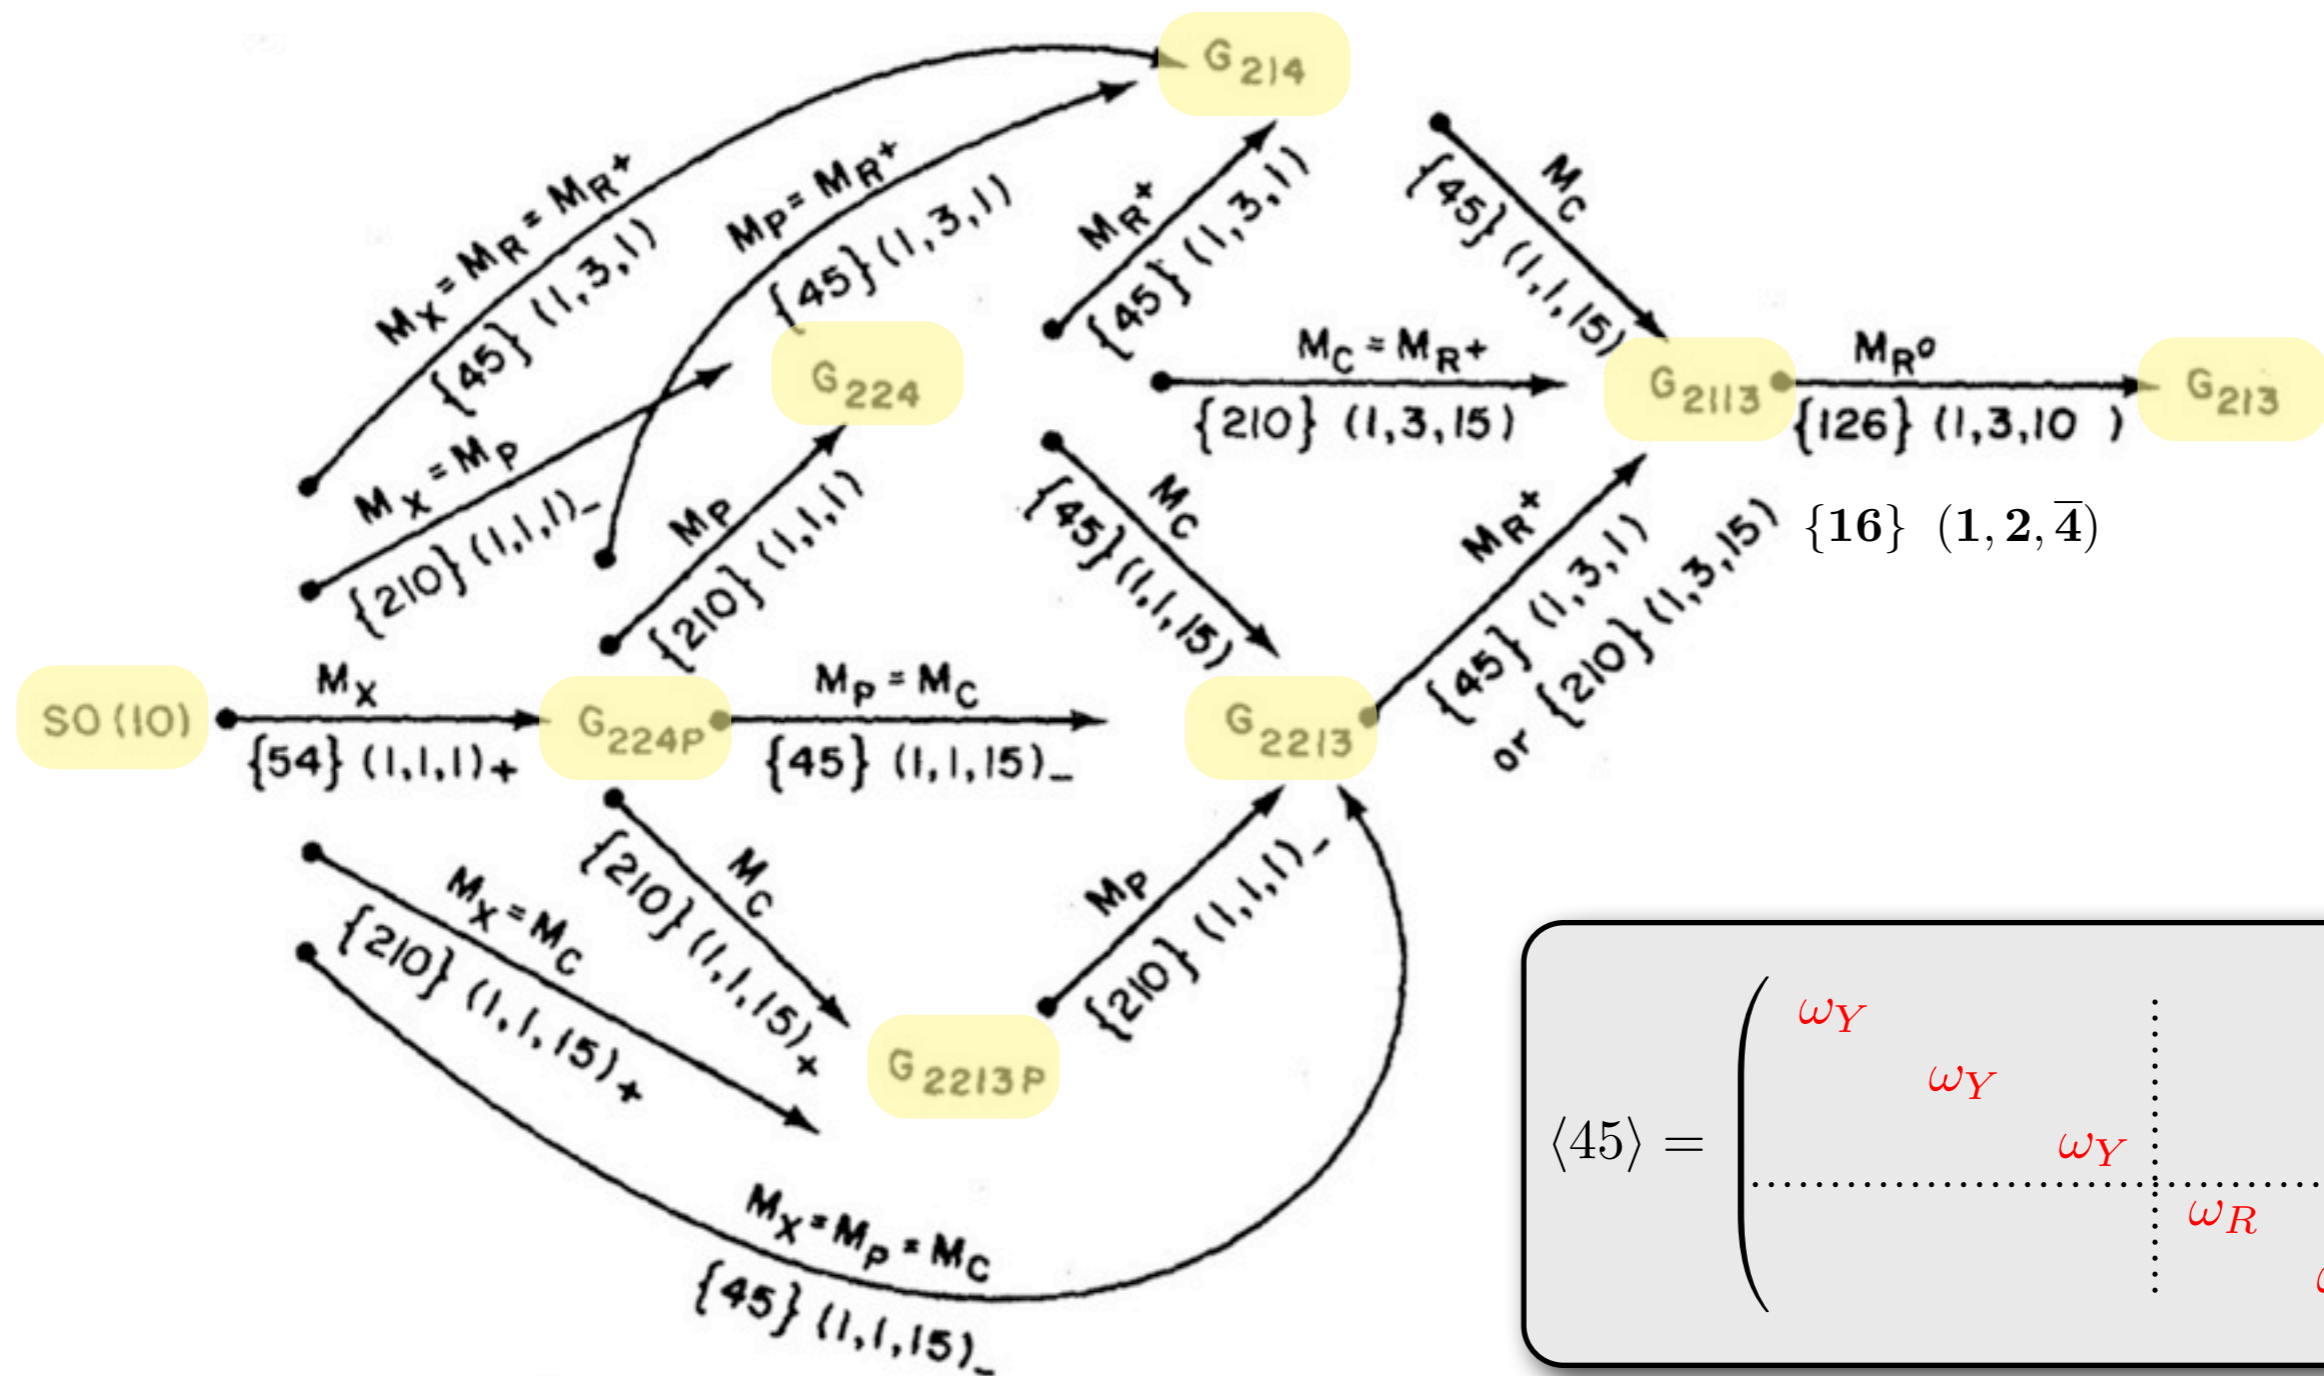 G214
MX = MR = MR+
{45} (1,3,1)
MP = MR+
{45} (1,3,1)
MR+
{45} (1,3,1)
MC
{45} (1,1,15)
G224
MX = MP
{210} (1,1,1)-
MP
{210} (1,1,1)
MC = MR+
{210} (1,3,15)
G2113
MR0
{126} (1,3,10 )
G213
{16} (1, 2, 4̅)
MC
{45} (1,1,15)
MR+
{45} (1,3,1)
or {210} (1,3,15)
SO(10)
MX
{54} (1,1,1)+
G224P
MP = MC
{45} (1,1,15)-
G2213
MX = MC
{210} (1,1,15)+
MC
{210} (1,1,15)+
G2213P
MP
{210} (1,1,1)-
MX = MP = MC
{45} (1,1,15)-
⟨45⟩ =
ωY
ωY
ωY
ωR